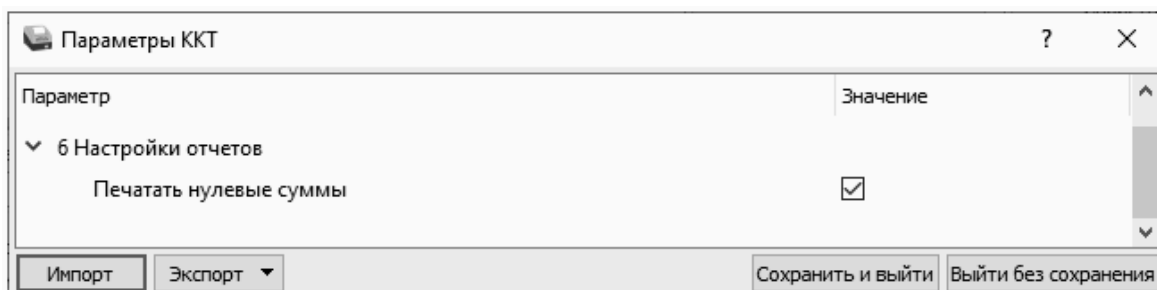 Параметры ККТ ?
Параметр Значение
6 Настройки отчетов
Печатать нулевые суммы
Импорт Экспорт Сохранить и выйти Выйти без сохранения